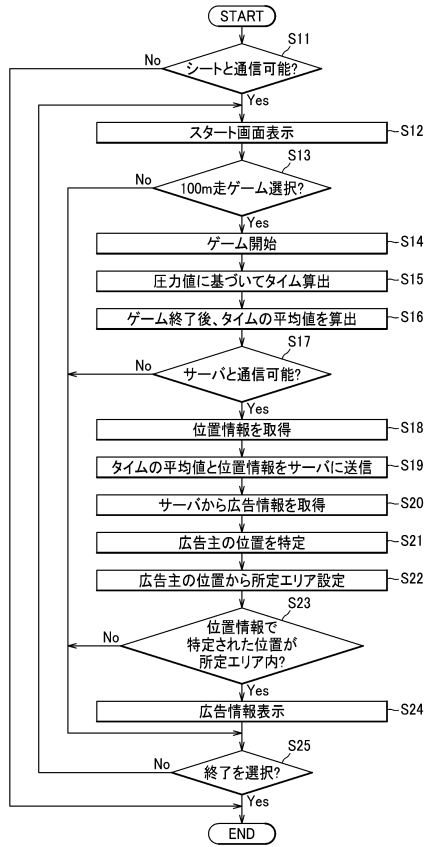 START
S11
No
シートと通信可能?
Yes
スタート画面表示
S12
S13
No
100m走ゲーム選択?
Yes
ゲーム開始
S14
圧力値に基づいてタイム算出
S15
ゲーム終了後、タイムの平均値を算出
S16
S17
No
サーバと通信可能?
Yes
位置情報を取得
S18
タイムの平均値と位置情報をサーバに送信
S19
サーバから広告情報を取得
S20
広告主の位置を特定
S21
広告主の位置から所定エリア設定
S22
S23
No
位置情報で
特定された位置が
所定エリア内?
Yes
広告情報表示
S24
S25
No
終了を選択?
Yes
END